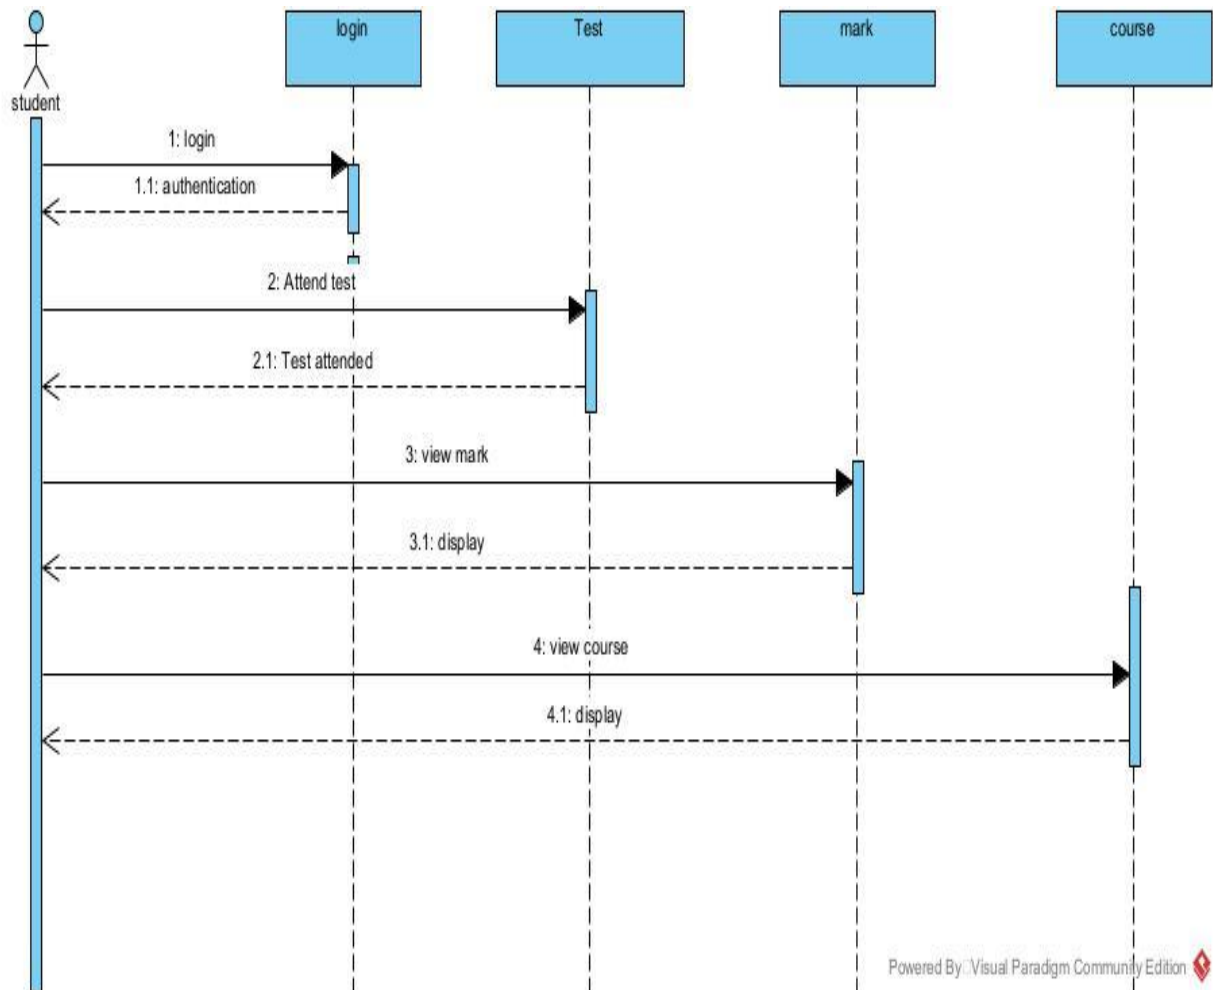 login
Test
mark
course
student
1: login
1.1: authentication
2: Attend test
2.1: Test attended
3: view mark
3.1: display
4: view course
4.1: display
Powered By Visual Paradigm Community Edition